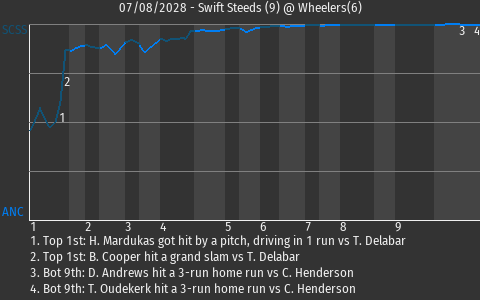 07/08/2028 - Swift Steeds (9) @ Wheelers(6)
SCSS
3 4
2
1
ANC
1 2 3 4 5 6 7 8 9
1. Top 1st: H. Mardukas got hit by a pitch, driving in 1 run vs T. Delabar
2. Top 1st: B. Cooper hit a grand slam vs T. Delabar
3. Bot 9th: D. Andrews hit a 3-run home run vs C. Henderson
4. Bot 9th: T. Oudekerk hit a 3-run home run vs C. Henderson